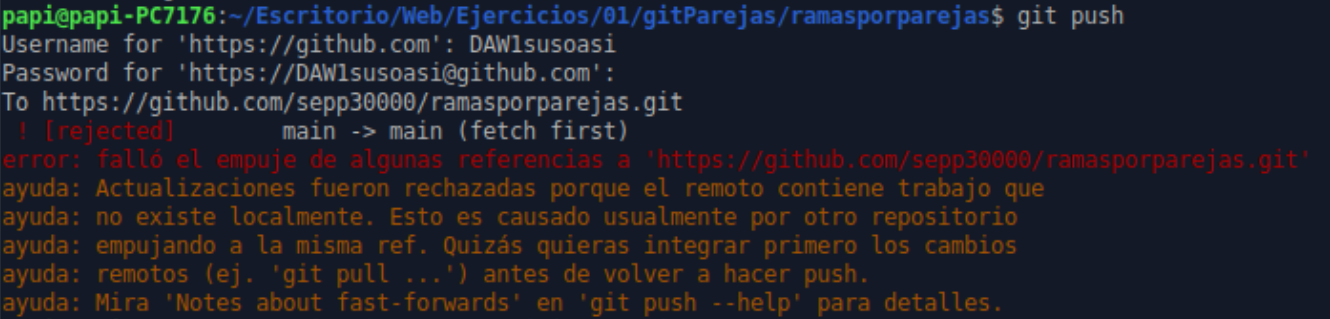 papi@papi-PC7176:~/Escritorio/Web/Ejercicios/01/gitParejas/ramasporparejas$ git push
Username for 'https://github.com': DAW1susoasi
Password for 'https://DAW1susoasi@github.com':
To https://github.com/sepp30000/ramasporparejas.git
 ! [rejected]        main -> main (fetch first)
error: falló el empuje de algunas referencias a 'https://github.com/sepp30000/ramasporparejas.git'
ayuda: Actualizaciones fueron rechazadas porque el remoto contiene trabajo que
ayuda: no existe localmente. Esto es causado usualmente por otro repositorio
ayuda: empujando a la misma ref. Quizás quieras integrar primero los cambios
ayuda: remotos (ej. 'git pull ...') antes de volver a hacer push.
ayuda: Mira 'Notes about fast-forwards' en 'git push --help' para detalles.